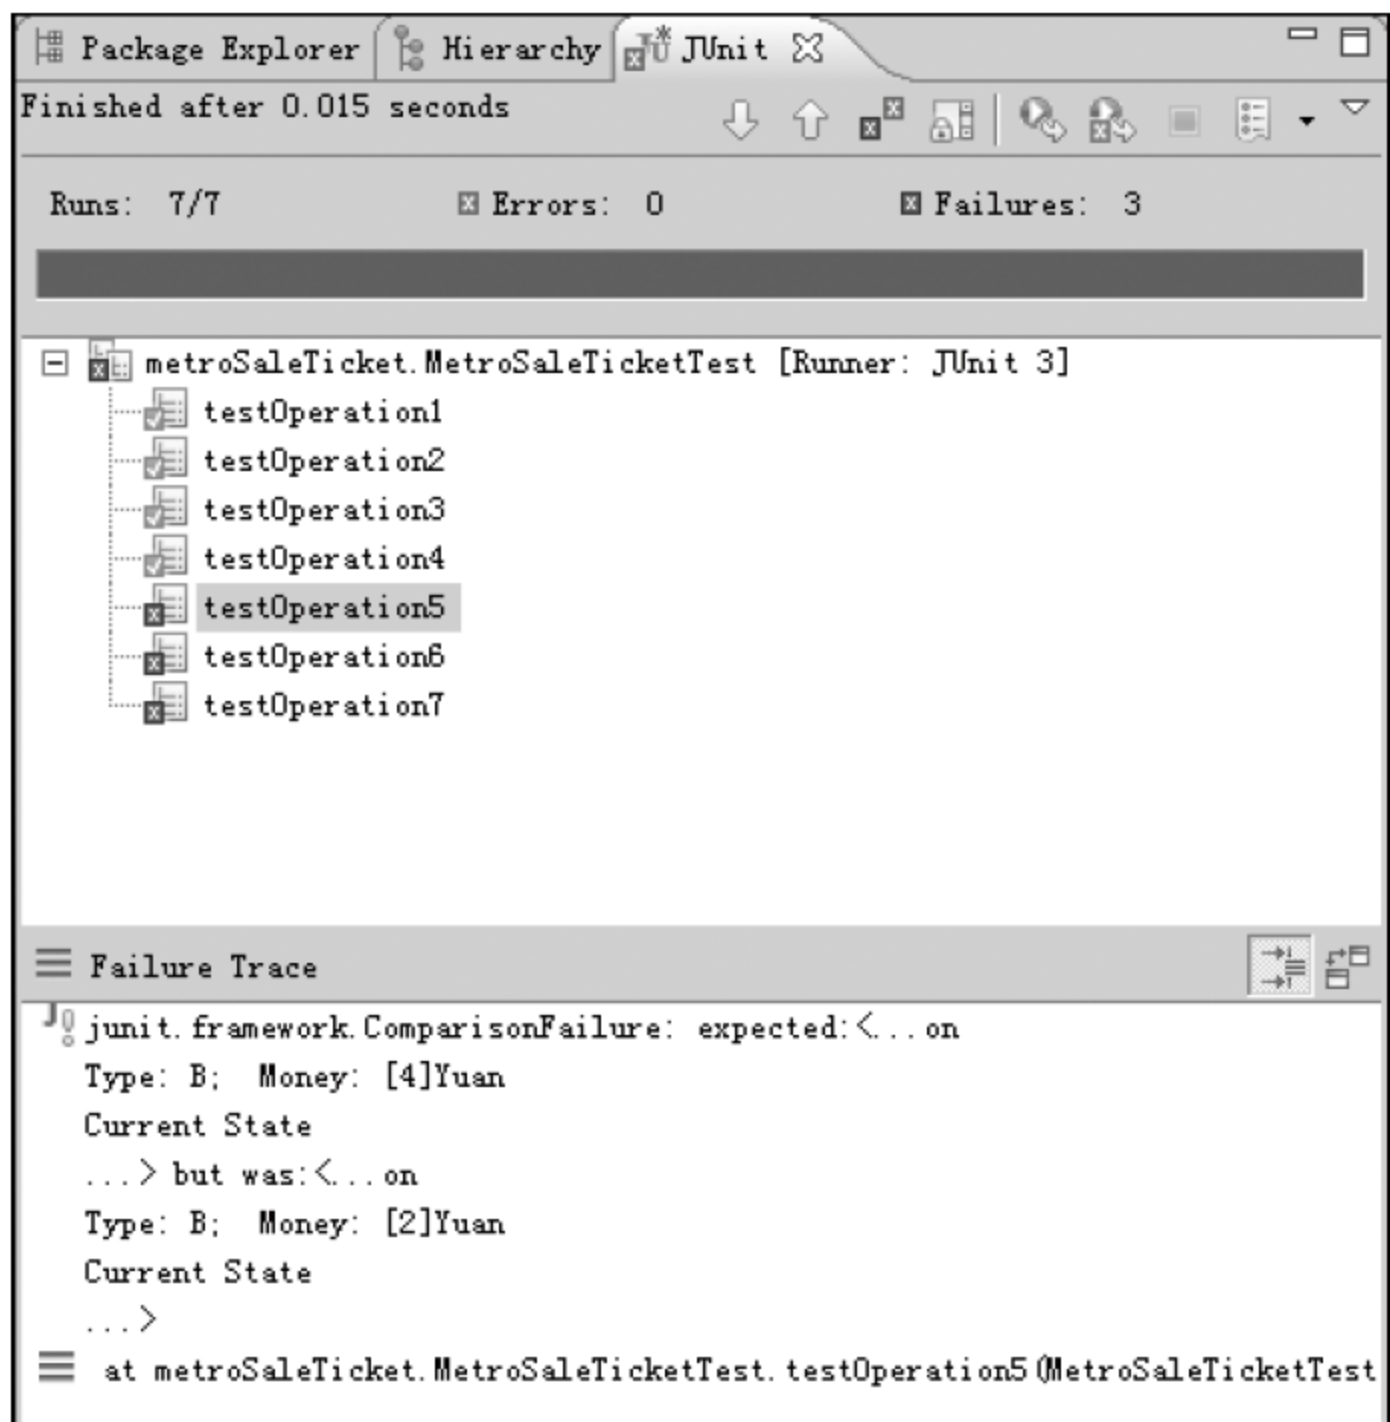 Package Explorer Hierarchy JUnit
Finished after 0.015 seconds
Runs: 7/7 Errors: 0 Failures: 3
metroSaleTicket.MetroSaleTicketTest [Runner: JUnit 3]
testOperation1
testOperation2
testOperation3
testOperation4
testOperation5
testOperation6
testOperation7
Failure Trace
junit.framework.ComparisonFailure: expected:<...on
Type: B; Money: [4]Yuan
Current State
...> but was:<...on
Type: B; Money: [2]Yuan
Current State
...>
at metroSaleTicket.MetroSaleTicketTest.testOperation5(MetroSaleTicketTest